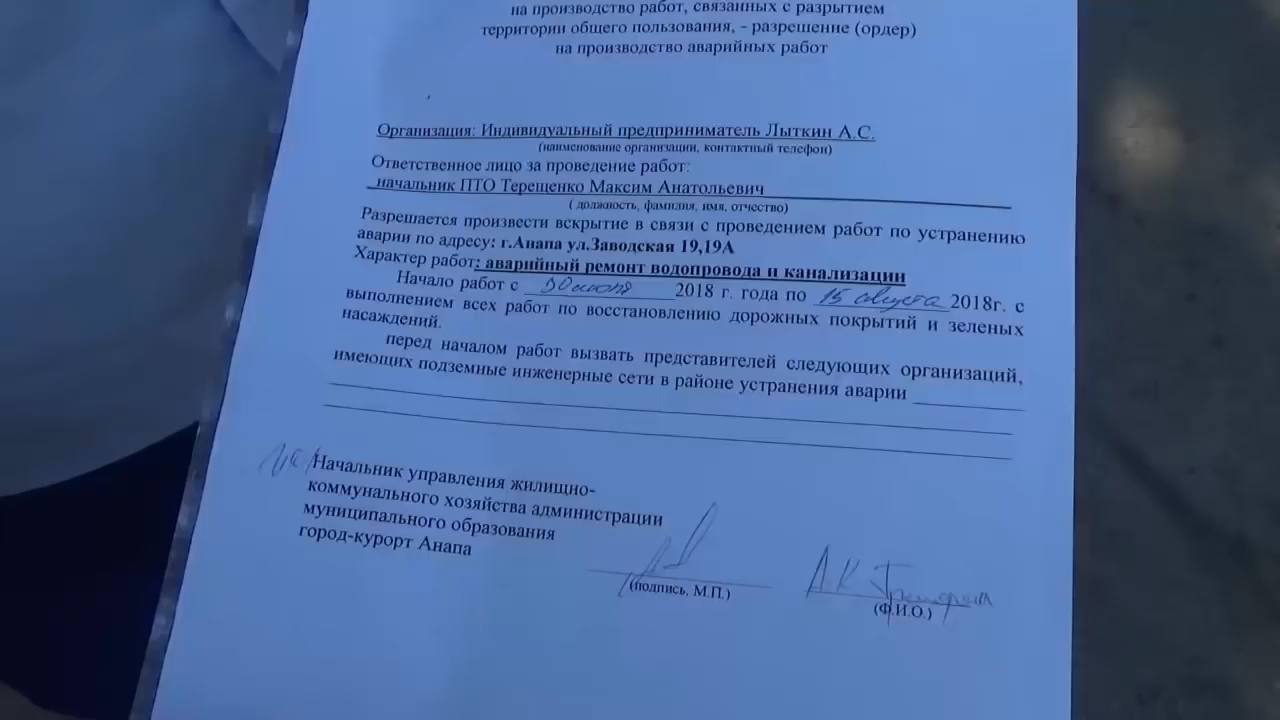 на производство работ, связанных с разрытием
территории общего пользования, - разрешение (ордер)
на производство аварийных работ
Организация: Индивидуальный предприниматель Лыткин А.С.
(наименование организации, контактный телефон)
Ответственное лицо за проведение работ:
начальник ПТО Терещенко Максим Анатольевич
( должность, фамилия, имя, отчество)
Разрешается произвести вскрытие в связи с проведением работ по устранению
аварии по адресу: г.Анапа ул.Заводская 19,19А
Характер работ: аварийный ремонт водопровода и канализации
Начало работ с 2018 г. года по 15 августа 2018г. с
выполнением всех работ по восстановлению дорожных покрытий и зеленых
насаждений.
перед началом работ вызвать представителей следующих организаций,
имеющих подземные инженерные сети в районе устранения аварии
Начальник управления жилищно-
коммунального хозяйства администрации
муниципального образования
город-курорт Анапа
(подпись, М.П.)
А К
(Ф.И.О.)